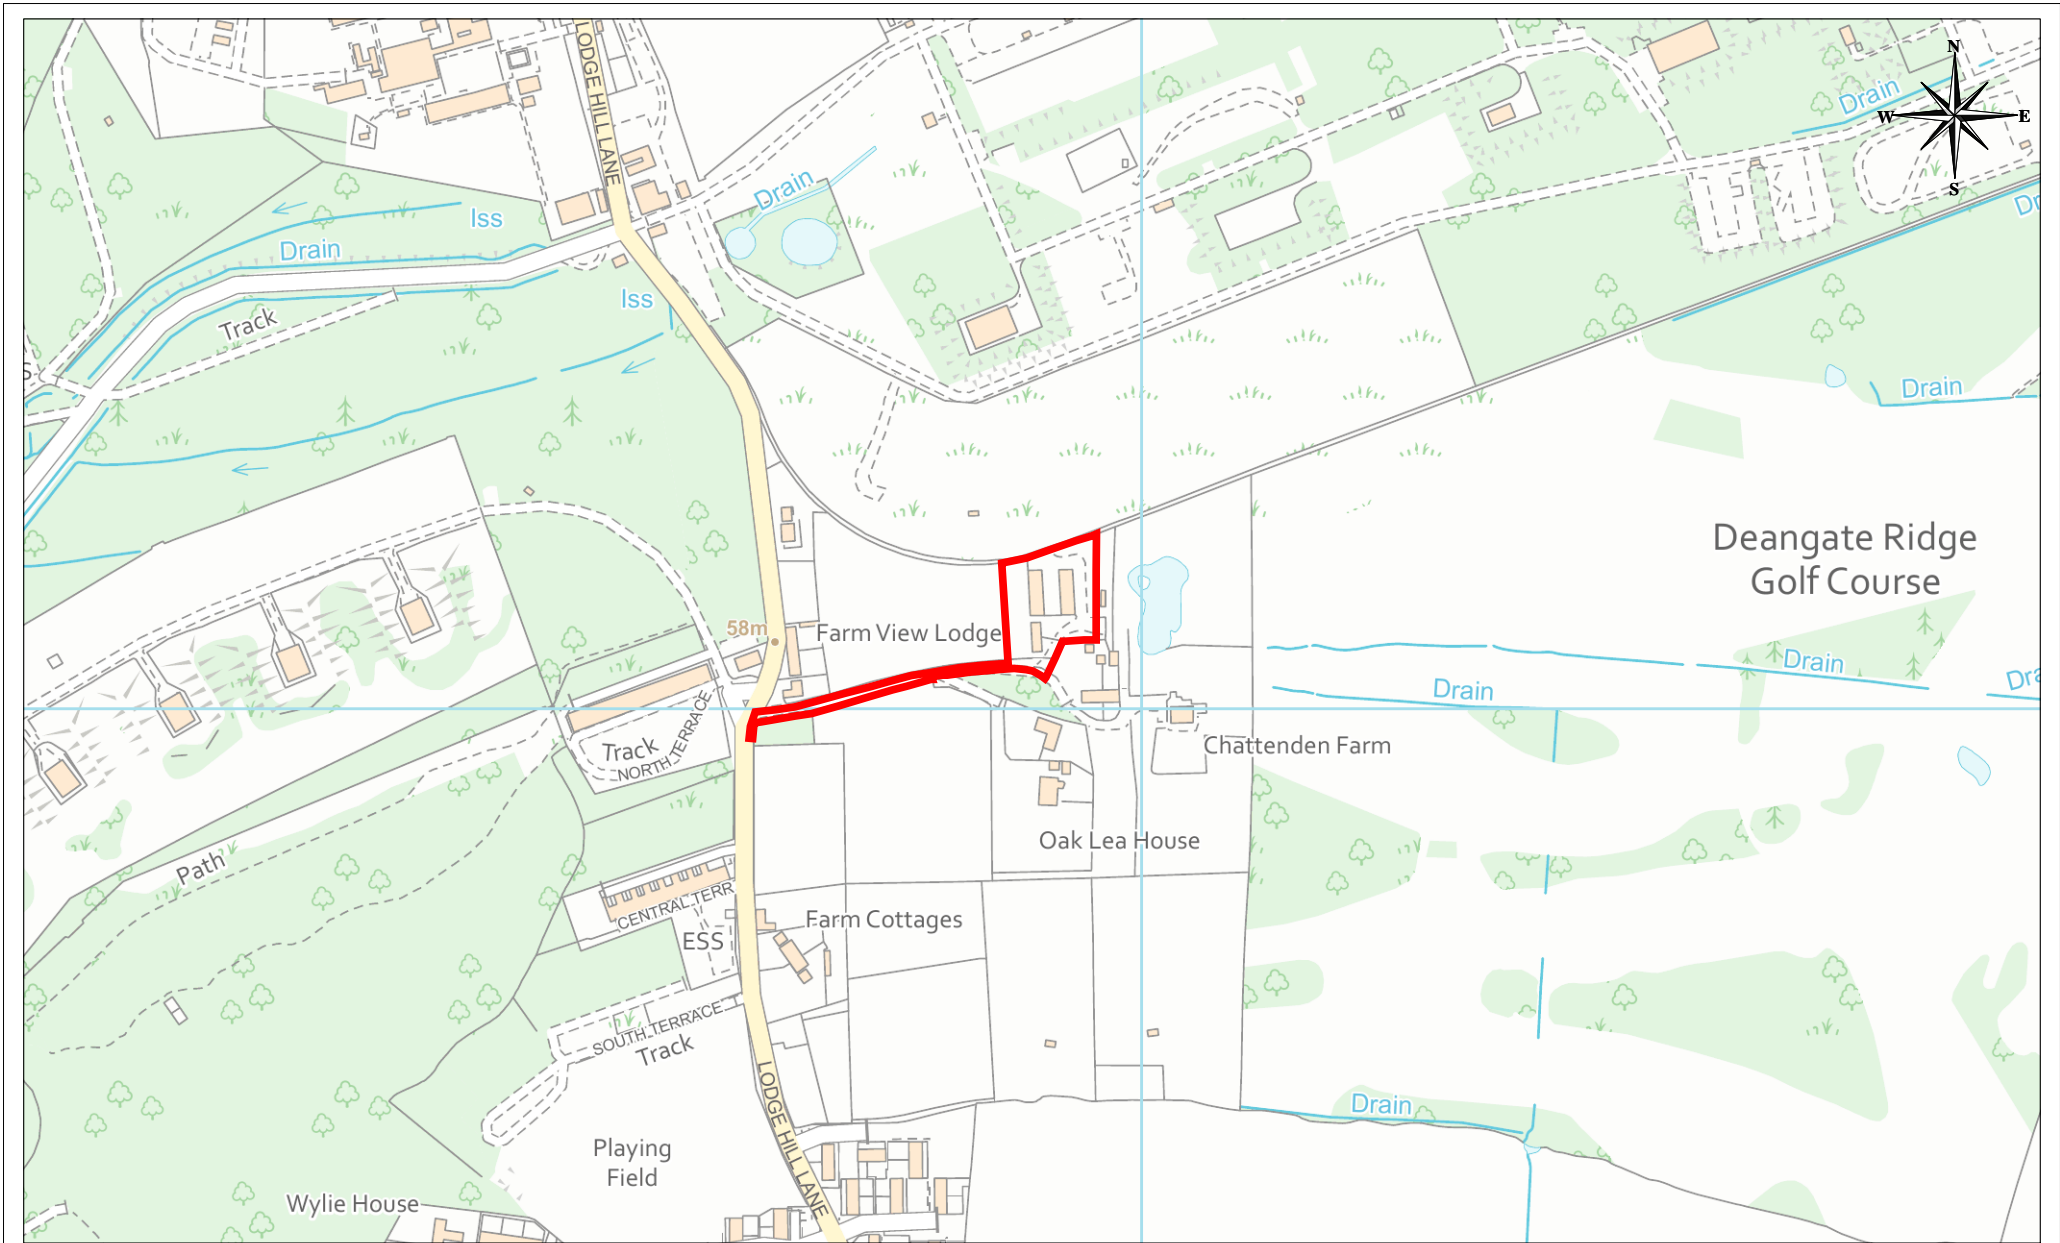 LODGE HILL LANE
N
W
E
S
Drain
Drain
Iss
Drain
Iss
Track
Drain
Deangate Ridge
Golf Course
58m
Farm View Lodge
Drain
Drain
NORTH TERRACE
Track
Chattenden Farm
Oak Lea House
Path
CENTRAL TERR
Farm Cottages
ESS
SOUTH TERRACE
Track
LODGE HILL LANE
Drain
Playing
Field
Wylie House